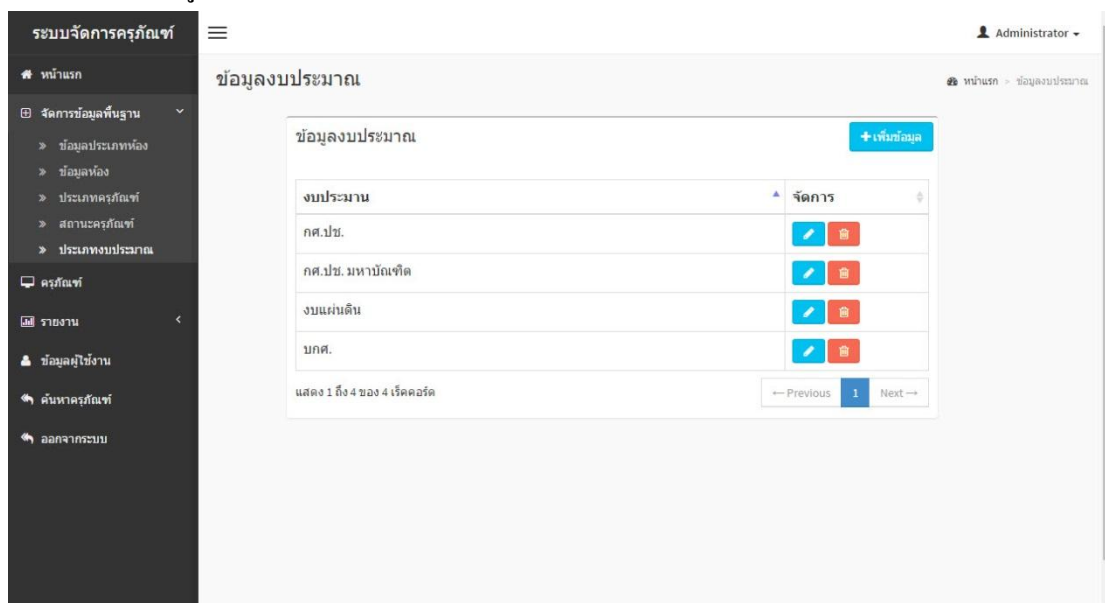 ระบบจัดการครุภัณฑ์
Administrator
หน้าแรก
ข้อมูลงบประมาณ
หน้าแรก > ข้อมูลงบประมาณ
จัดการข้อมูลพื้นฐาน
ข้อมูลประเภทห้อง
ข้อมูลห้อง
ประเภทครุภัณฑ์
สถานะครุภัณฑ์
ประเภทงบประมาณ
ครุภัณฑ์
รายงาน
ข้อมูลผู้ใช้งาน
ค้นหาครุภัณฑ์
ออกจากระบบ
ข้อมูลงบประมาณ
+เพิ่มข้อมูล
งบประมาน จัดการ
กศ.ปช.
กศ.ปช. มหาบัณฑิต
งบแผ่นดิน
บกศ.
แสดง 1 ถึง 4 ของ 4 เร็คคอร์ด
← Previous 1 Next →